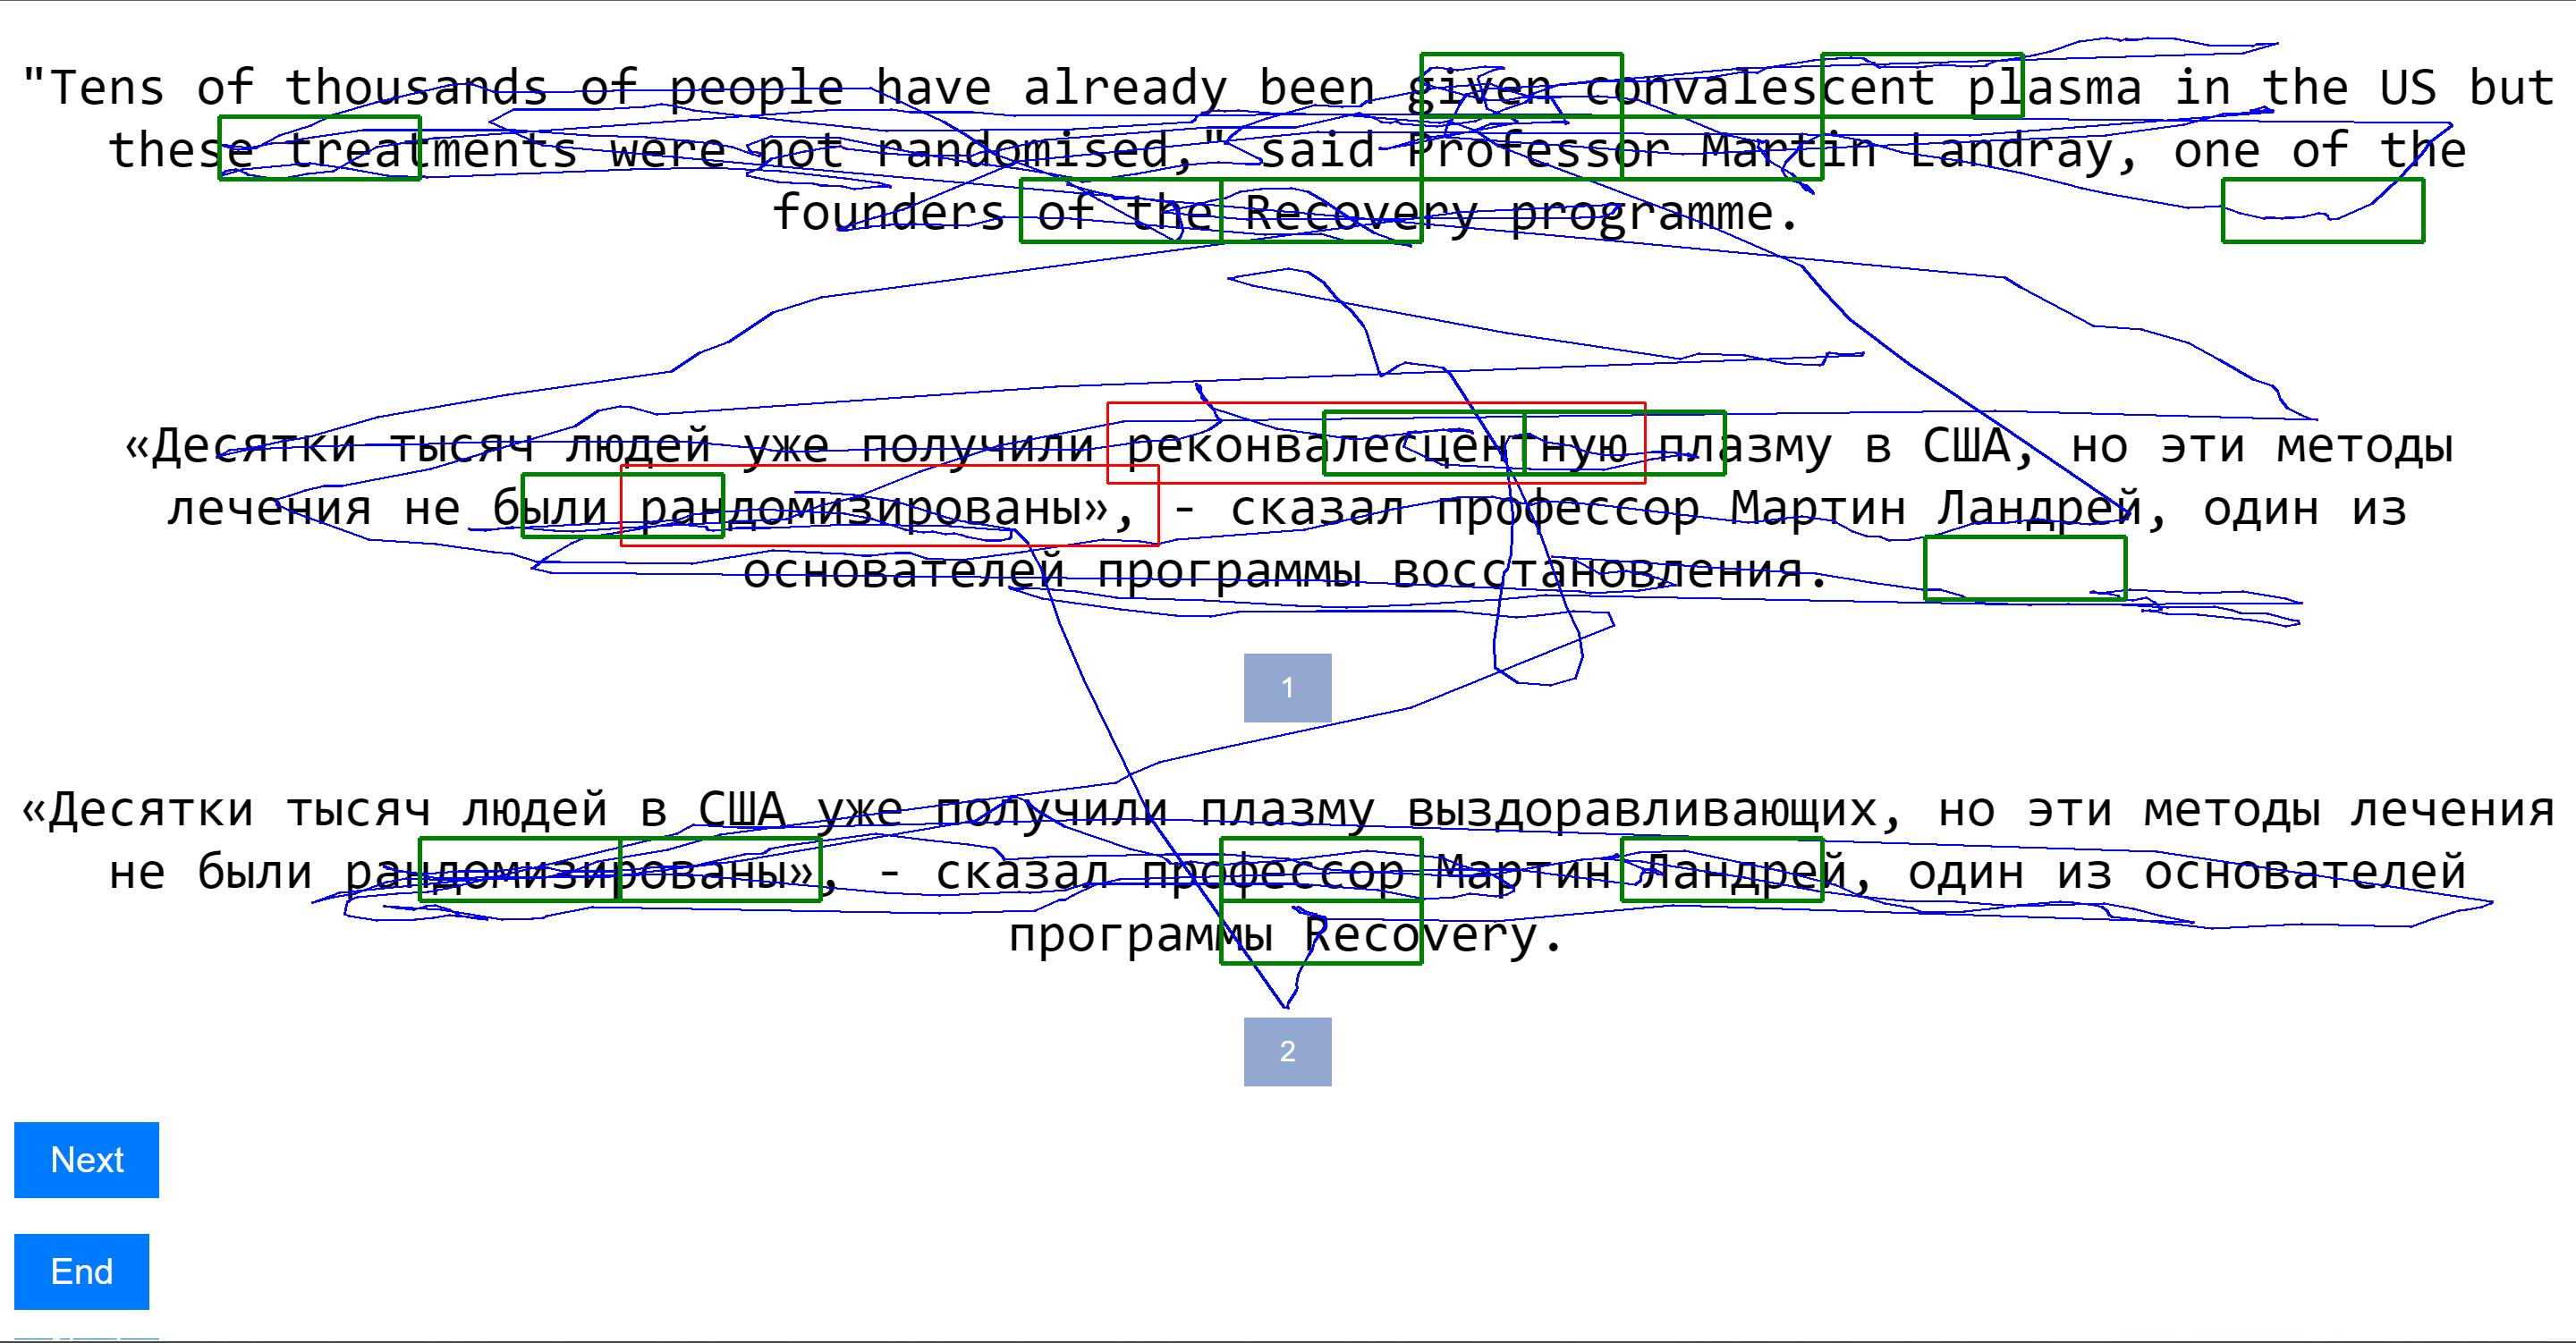 "Tens of thousands of people have already been given convalescent plasma in the US but
these treatments were not randomised," said Professor Martin Landray, one of the
founders of the Recovery programme.
«Десятки тысяч людей уже получили реконвалесцентную плазму в США, но эти методы
лечения не были рандомизированы», - сказал профессор Мартин Ландрей, один из
основателей программы восстановления.
1
«Десятки тысяч людей в США уже получили плазму выздоравливающих, но эти методы лечения
не были рандомизированы», - сказал профессор Мартин Ландрей, один из основателей
программы Recovery.
2
Next
End